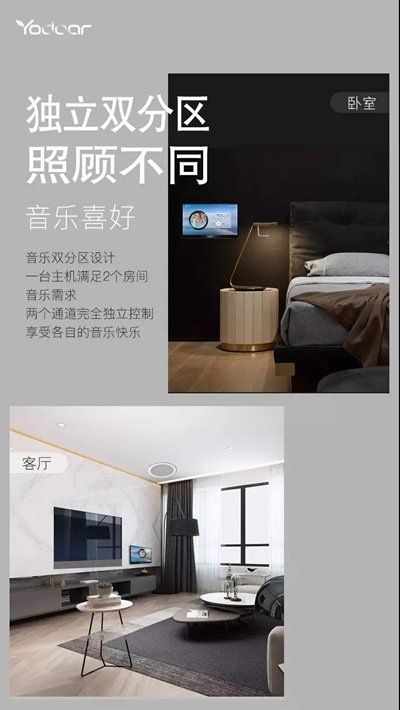 Yodaar
独立双分区
照顾不同
音乐喜好
卧室
音乐双分区设计
一台主机满足2个房间
音乐需求
两个通道完全独立控制
享受各自的音乐快乐
客厅